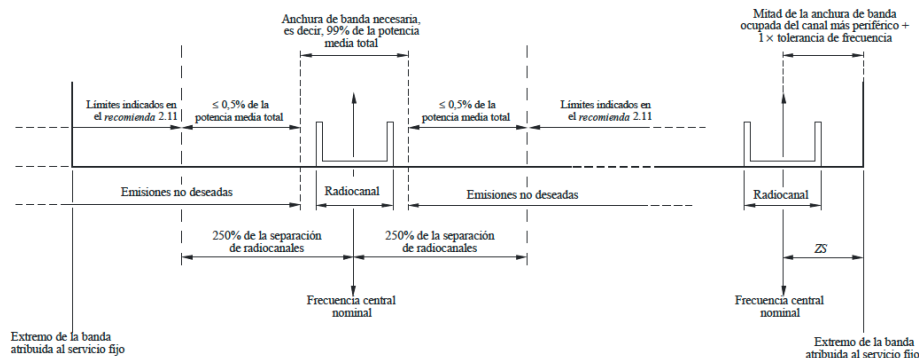 Anchura de banda necesaria,
es decir, 99% de la potencia
media total
Mitad de la anchura de banda
ocupada del canal más periférico +
1 × tolerancia de frecuencia
Límites indicados en
el recomienda 2.11
≤ 0,5% de la
potencia media total
≤ 0,5% de la
potencia media total
Límites indicados en
el recomienda 2.11
Emisiones no deseadas
Radiocanal
Emisiones no deseadas
Radiocanal
250% de la separación
de radiocanales
250% de la separación
de radiocanales
ZS
Frecuencia central
nominal
Frecuencia central
nominal
Extremo de la banda
atribuida al servicio fijo
Extremo de la banda
atribuida al servicio fijo